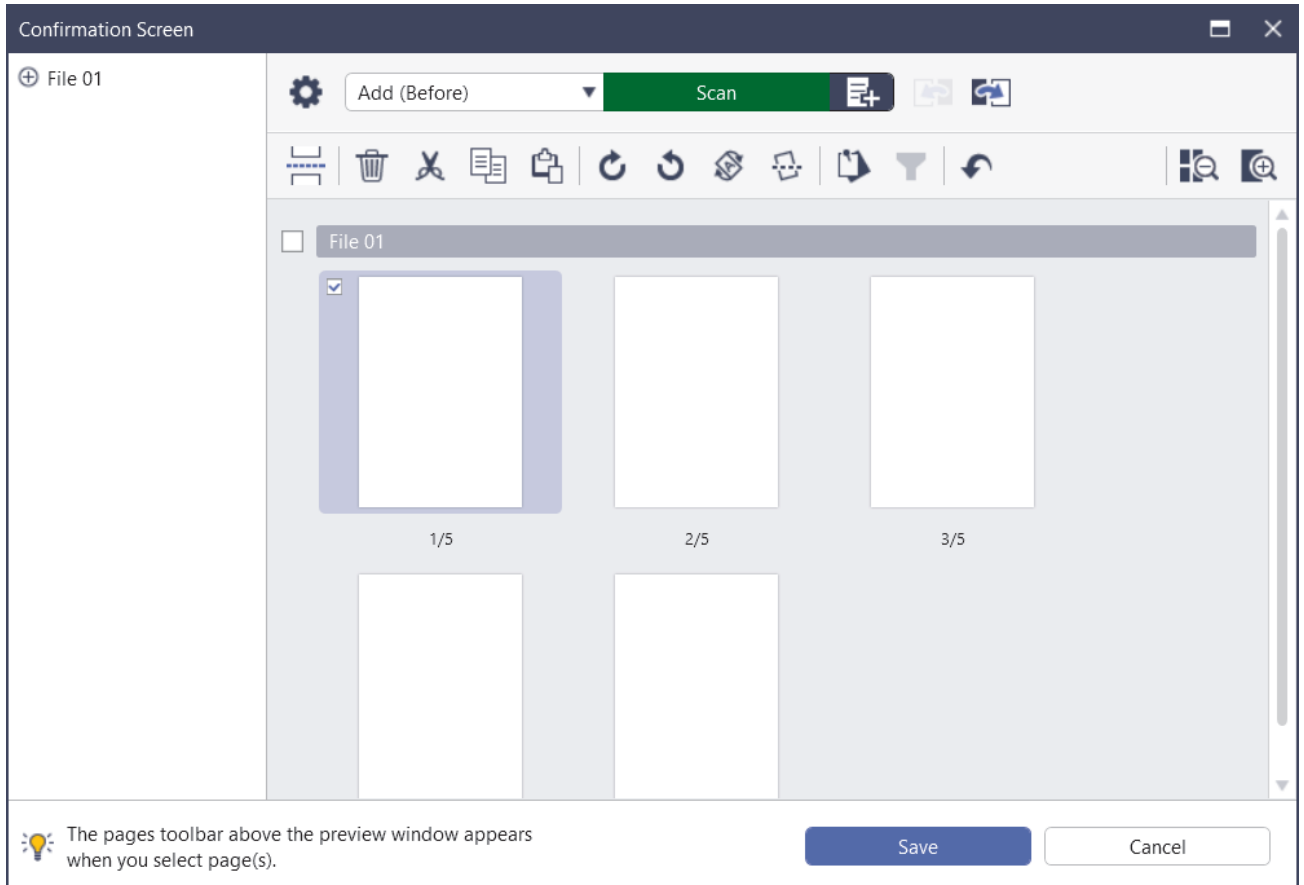 Confirmation Screen
File 01
Add (Before)
Scan
File 01
1/5
2/5
3/5
The pages toolbar above the preview window appears
when you select page(s).
Save
Cancel